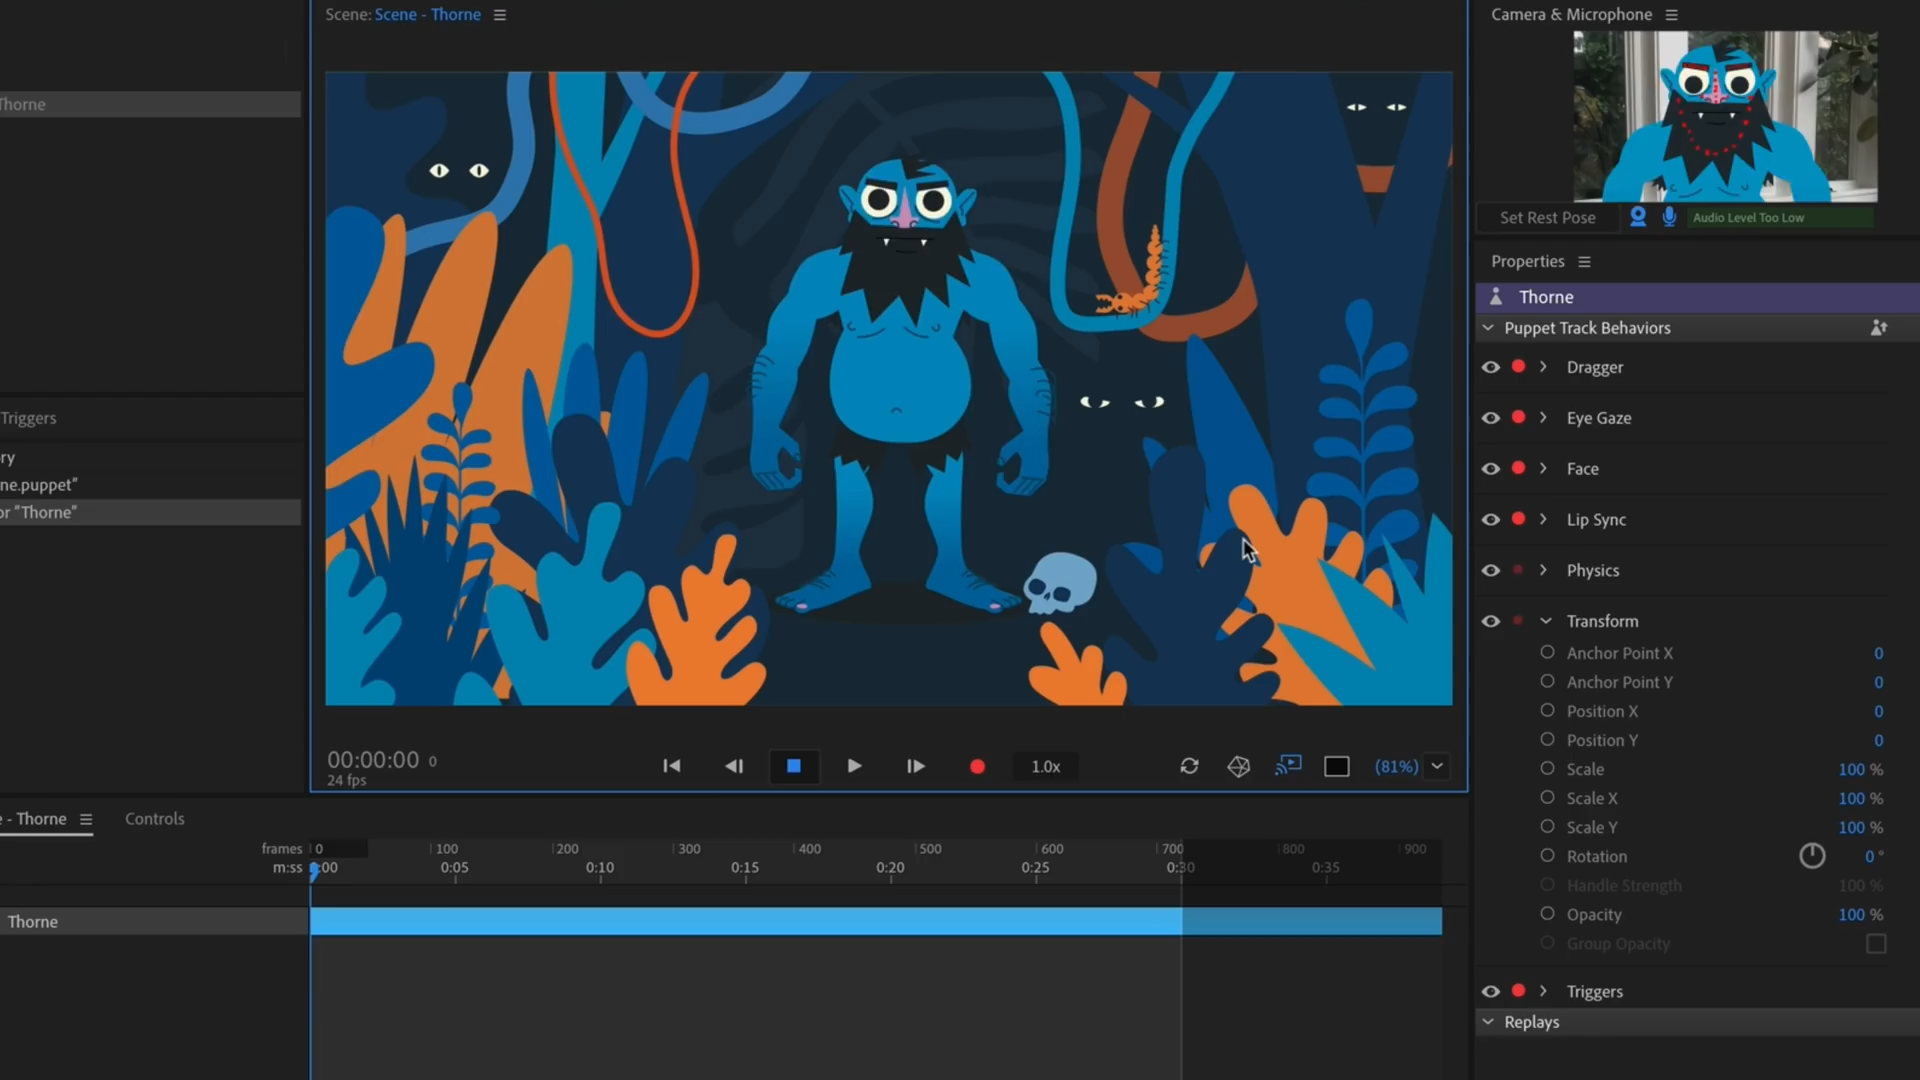 Scene: Scene - Thorne
Camera & Microphone
Thorne
Set Rest Pose
Audio Level Too Low
Properties
Thorne
Puppet Track Behaviors
Dragger
Triggers
Eye Gaze
ry
ne.puppet"
Face
or "Thorne"
Lip Sync
Physics
Transform
Anchor Point X 0
Anchor Point Y 0
Position X 0
Position Y 0
00:00:00 0
24 fps
1.0x
(81%)
Scale 100 %
Scale X 100 %
e - Thorne
Controls
Scale Y 100 %
frames 0 100 200 300 400 500 600 700 800 900
m:ss 0:00 0:05 0:10 0:15 0:20 0:25 0:30 0:35
Rotation 0 °
Handle Strength 100 %
Thorne
Opacity 100 %
Group Opacity
Triggers
Replays